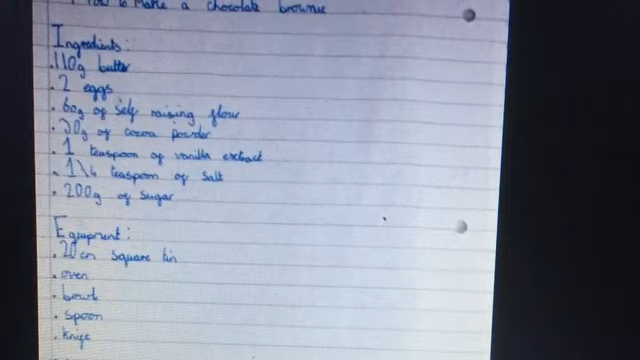 How to make a chocolate brownie
Ingredients:
.110g butter
.2 eggs
.60g of self raising flour
.30g of cocoa powder
.1 teaspoon of vanilla extract
.1\4 teaspoon of salt
.200g of sugar
Equipment:
.20cm square tin
.oven
.bowl
.spoon
.knife